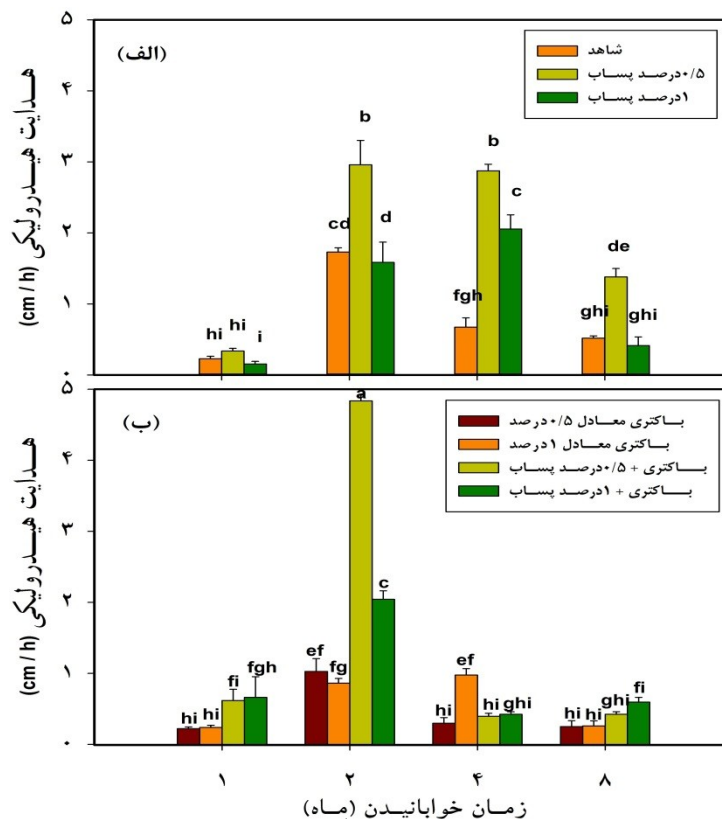 ۵
۴
۳
۲
۱
۰
هدایت هیدرولیکی (cm / h)
(الف)
شاهد
۰/۵درصد پساب
۱درصد پساب
hi hi i
cd b d
fgh b c
ghi de ghi
۵
۴
۳
۲
۱
۰
هدایت هیدرولیکی (cm / h)
(ب)
باکتری معادل ۰/۵درصد
باکتری معادل ۱درصد
باکتری + ۰/۵درصد پساب
باکتری + ۱درصد پساب
hi hi fi fgh
ef fg a c
hi ef hi ghi
hi hi ghi fi
۱ ۲ ۴ ۸
زمان خوابانیدن (ماه)